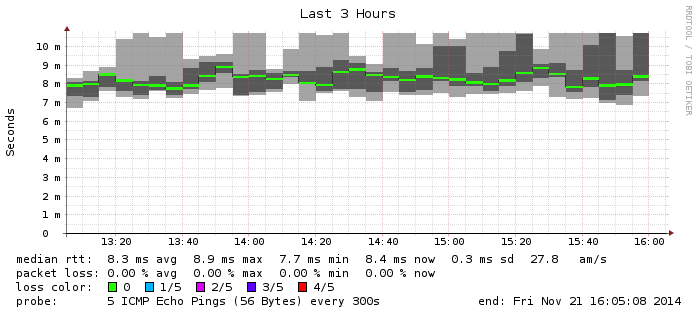 Last 3 Hours
RRDTOOL / TOBI OETIKER
Seconds
10 m
9 m
8 m
7 m
6 m
5 m
4 m
3 m
2 m
1 m
0
13:20 13:40 14:00 14:20 14:40 15:00 15:20 15:40 16:00
median rtt: 8.3 ms avg 8.9 ms max 7.7 ms min 8.4 ms now 0.3 ms sd 27.8 am/s
packet loss: 0.00 % avg 0.00 % max 0.00 % min 0.00 % now
loss color: 0 1/5 2/5 3/5 4/5
probe: 5 ICMP Echo Pings (56 Bytes) every 300s end: Fri Nov 21 16:05:08 2014